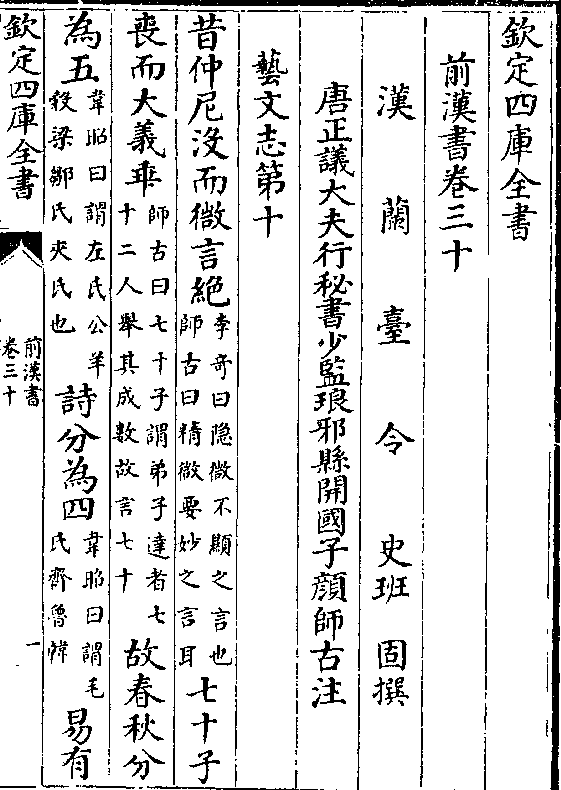 欽定四庫全書
前漢書卷三十
漢蘭臺令史班固撰
唐正議大夫行秘書少監琅邪縣開國子顔師古注
藝文志第十
昔仲尼没而微言絶李奇曰隐微不顯之言也師古曰精微要妙之言耳七十子
喪而大義乖師古曰七十子謂弟子達者七十二人舉其成數故言七十故春秋分
為五韋昭曰謂左氏公羊穀梁鄒氏夾氏也詩分為四韋昭曰謂毛氏齊魯韓易有
欽定四庫全書
前漢書
卷三十
一